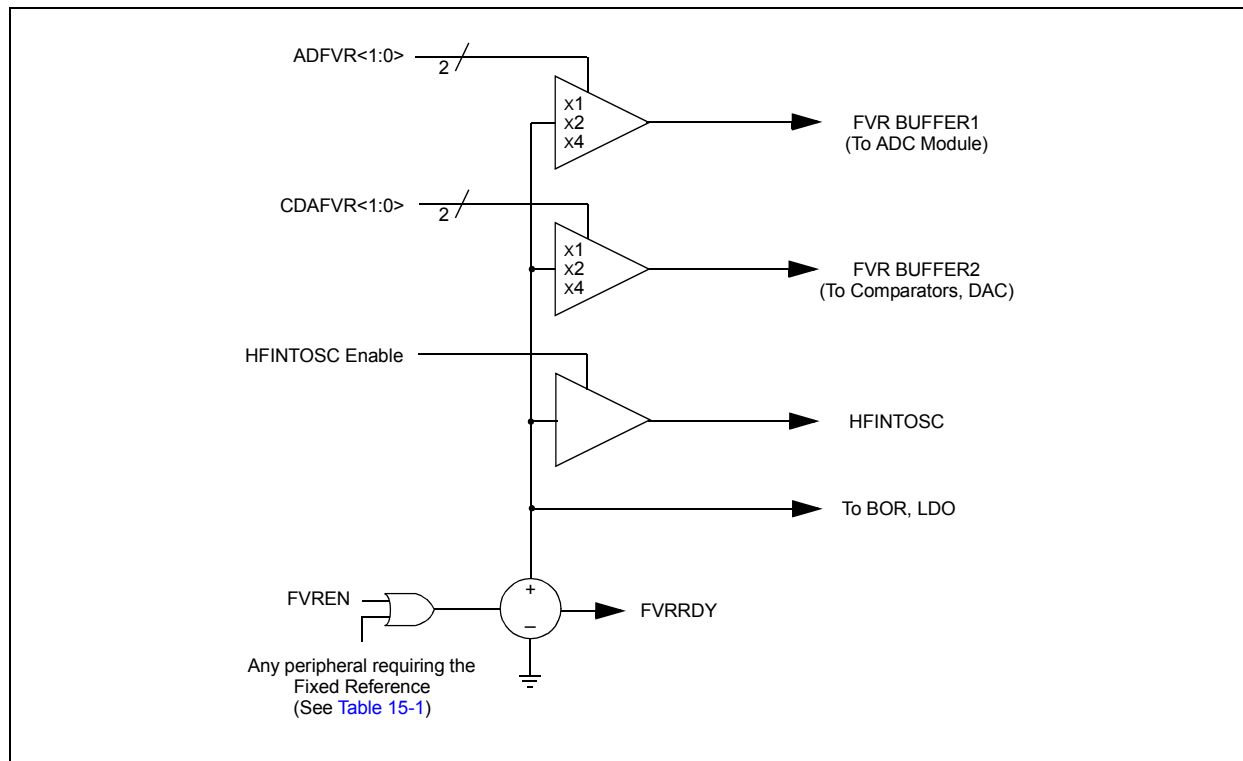 ADFVR<1:0>
2
x1
x2
x4
FVR BUFFER1
(To ADC Module)
CDAFVR<1:0>
2
x1
x2
x4
FVR BUFFER2
(To Comparators, DAC)
HFINTOSC Enable
HFINTOSC
To BOR, LDO
FVREN
+
_
FVRRDY
Any peripheral requiring the
Fixed Reference
(See Table 15-1)